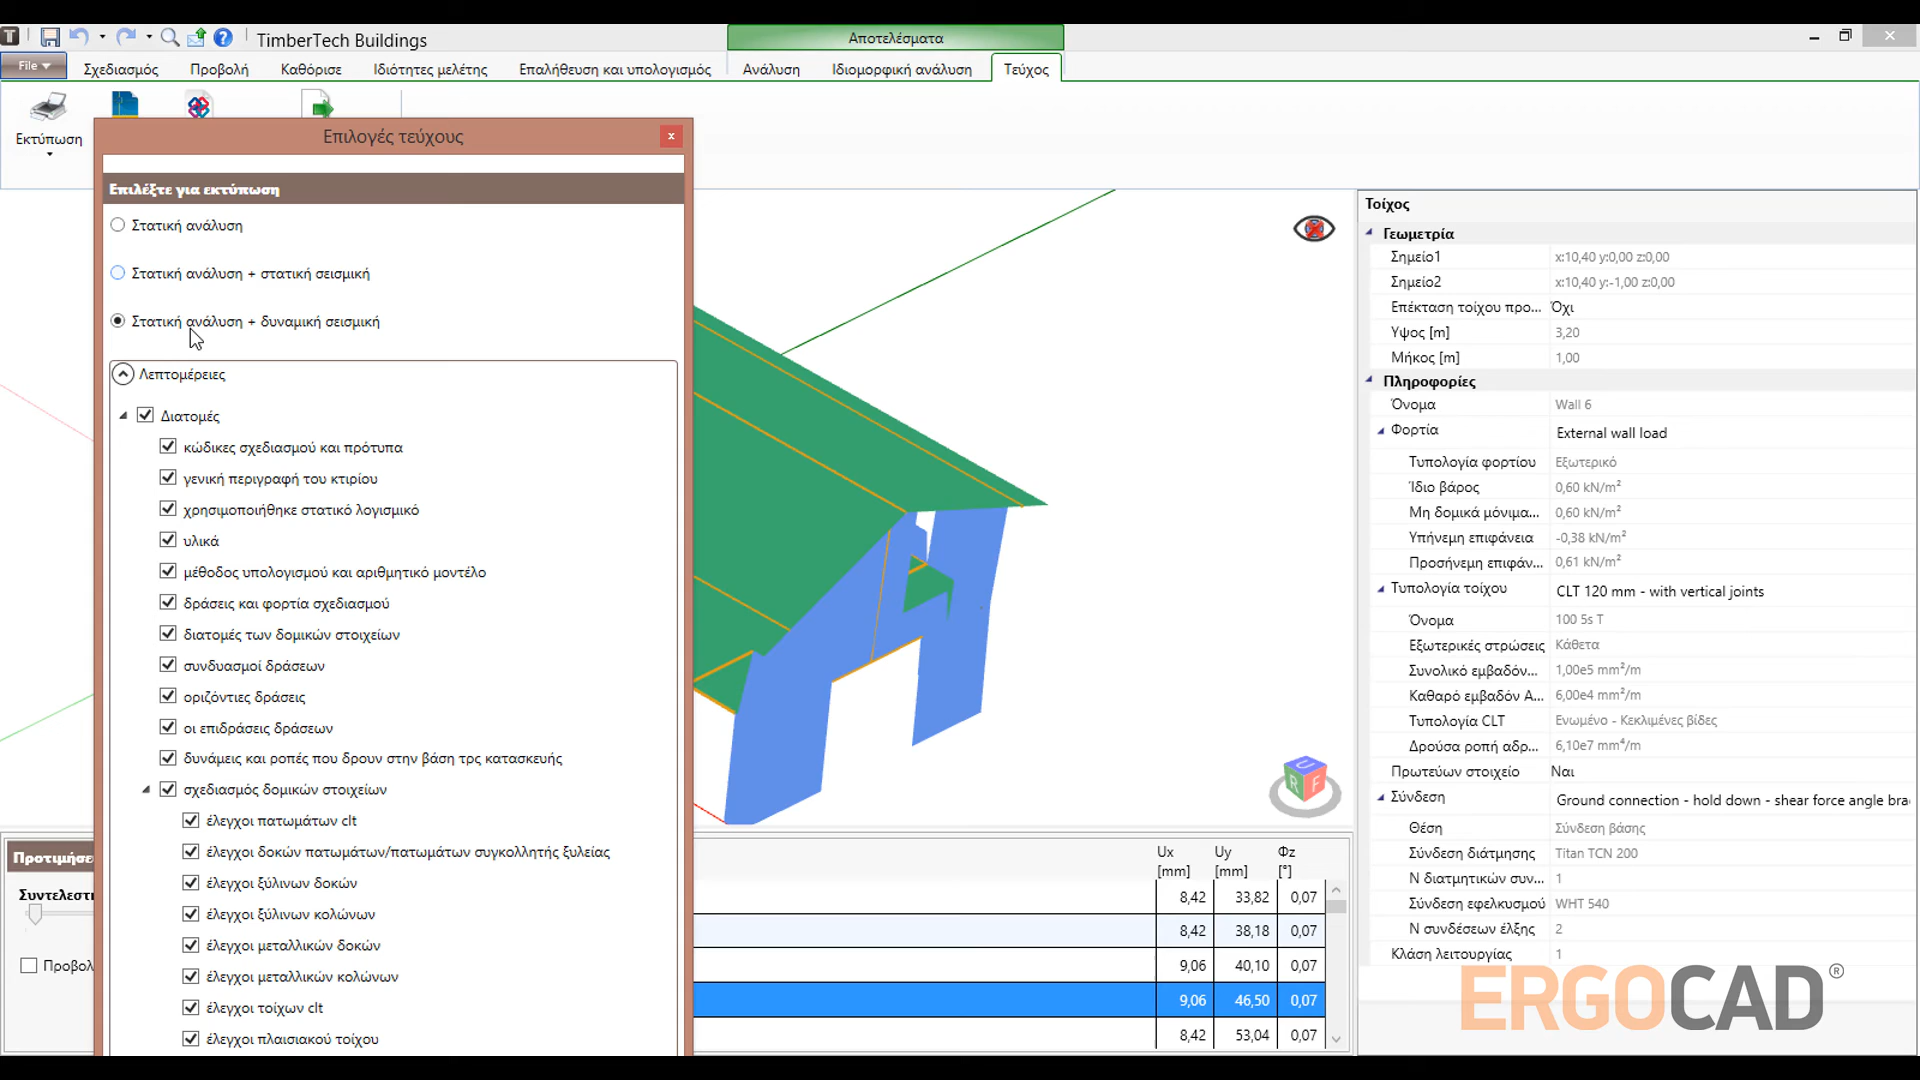 TimberTech Buildings
Αποτελέσματα
File
Σχεδιασμός
Προβολή
Καθόρισε
Ιδιότητες μελέτης
Επαλήθευση και υπολογισμός
Ανάλυση
Ιδιομορφική ανάλυση
Τεύχος
Εκτύπωση
Επιλογές τεύχους
Επιλέξτε για εκτύπωση
Στατική ανάλυση
Στατική ανάλυση + στατική σεισμική
Στατική ανάλυση + δυναμική σεισμική
Λεπτομέρειες
Διατομές
κώδικες σχεδιασμού και πρότυπα
γενική περιγραφή του κτιρίου
χρησιμοποιήθηκε στατικό λογισμικό
υλικά
μέθοδος υπολογισμού και αριθμητικό μοντέλο
δράσεις και φορτία σχεδιασμού
διατομές των δομικών στοιχείων
συνδυασμοί δράσεων
οριζόντιες δράσεις
οι επιδράσεις δράσεων
δυνάμεις και ροπές που δρουν στην βάση τρς κατασκευής
σχεδιασμός δομικών στοιχείων
έλεγχοι πατωμάτων clt
έλεγχοι δοκών πατωμάτων/πατωμάτων συγκολλητής ξυλείας
έλεγχοι ξύλινων δοκών
έλεγχοι ξύλινων κολώνων
έλεγχοι μεταλλικών δοκών
έλεγχοι μεταλλικών κολώνων
έλεγχοι τοίχων clt
έλεγχοι πλαισιακού τοίχου
Προτιμήσε
Συντελεστ
Προβολ
Ux [mm] Uy [mm] Φz [°]
8,42 33,82 0,07
8,42 38,18 0,07
9,06 40,10 0,07
9,06 46,50 0,07
8,42 53,04 0,07
U
R F
Τοίχος
Γεωμετρία
Σημείο1 x:10,40 y:0,00 z:0,00
Σημείο2 x:10,40 y:-1,00 z:0,00
Επέκταση τοίχου προ... Όχι
Υψος [m] 3,20
Μήκος [m] 1,00
Πληροφορίες
Όνομα Wall 6
Φορτία External wall load
Τυπολογία φορτίου Εξωτερικό
Ίδιο βάρος 0,60 kN/m²
Μη δομικά μόνιμα... 0,60 kN/m²
Υπήνεμη επιφάνεια -0,38 kN/m²
Προσήνεμη επιφάν... 0,61 kN/m²
Τυπολογία τοίχου CLT 120 mm - with vertical joints
Όνομα 100 5s T
Εξωτερικές στρώσεις Κάθετα
Συνολικό εμβαδόν... 1,00e5 mm²/m
Καθαρό εμβαδόν A... 6,00e4 mm²/m
Τυπολογία CLT Ενωμένο - Κεκλιμένες βίδες
Δρούσα ροπή αδρ... 6,10e7 mm⁴/m
Πρωτεύων στοιχείο Ναι
Σύνδεση Ground connection - hold down - shear force angle bra
Θέση Σύνδεση βάσης
Σύνδεση διάτμησης Titan TCN 200
Ν διατμητικών συν... 1
Σύνδεση εφελκυσμού WHT 540
Ν συνδέσεων έλξης 2
Κλάση λειτουργίας 1
ERGOCAD®